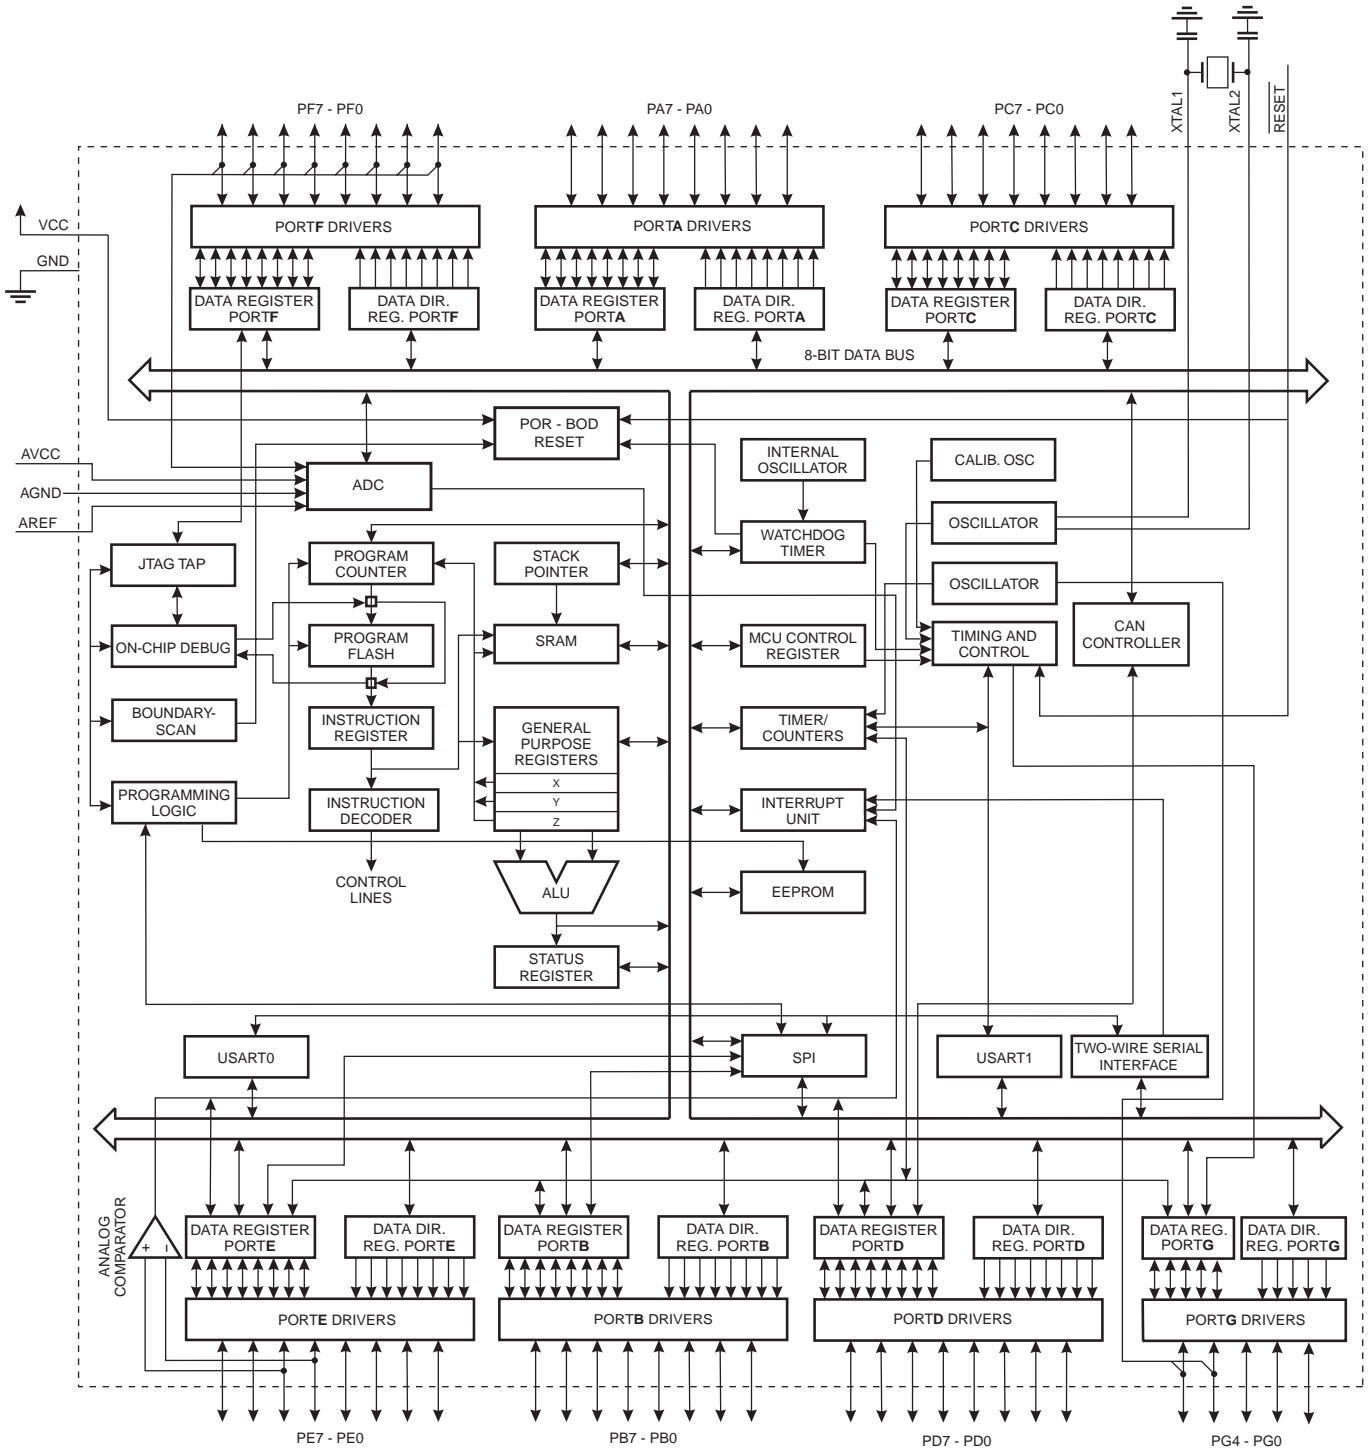 XTAL1
XTAL2
RESET
PF7 - PF0
PA7 - PA0
PC7 - PC0
VCC
GND
PORTF DRIVERS
PORTA DRIVERS
PORTC DRIVERS
DATA REGISTER
PORTF
DATA DIR.
REG. PORTF
DATA REGISTER
PORTA
DATA DIR.
REG. PORTA
DATA REGISTER
PORTC
DATA DIR.
REG. PORTC
8-BIT DATA BUS
POR - BOD
RESET
INTERNAL
OSCILLATOR
CALIB. OSC
AVCC
AGND
AREF
ADC
OSCILLATOR
WATCHDOG
TIMER
JTAG TAP
PROGRAM
COUNTER
STACK
POINTER
OSCILLATOR
ON-CHIP DEBUG
PROGRAM
FLASH
SRAM
MCU CONTROL
REGISTER
TIMING AND
CONTROL
CAN
CONTROLLER
BOUNDARY-
SCAN
INSTRUCTION
REGISTER
GENERAL
PURPOSE
REGISTERS
X
Y
Z
TIMER/
COUNTERS
PROGRAMMING
LOGIC
INSTRUCTION
DECODER
INTERRUPT
UNIT
CONTROL
LINES
ALU
EEPROM
STATUS
REGISTER
USART0
SPI
USART1
TWO-WIRE SERIAL
INTERFACE
ANALOG
COMPARATOR
+
−
DATA REGISTER
PORTE
DATA DIR.
REG. PORTE
DATA REGISTER
PORTB
DATA DIR.
REG. PORTB
DATA REGISTER
PORTD
DATA DIR.
REG. PORTD
DATA REG.
PORTG
DATA DIR.
REG. PORTG
PORTE DRIVERS
PORTB DRIVERS
PORTD DRIVERS
PORTG DRIVERS
PE7 - PE0
PB7 - PB0
PD7 - PD0
PG4 - PG0